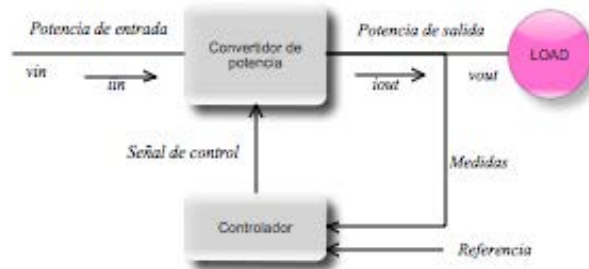 Potencia de entrada
Convertidor de
potencia
Potencia de salida
LOAD
vin
iin
iout
vout
Señal de control
Medidas
Controlador
Referencia